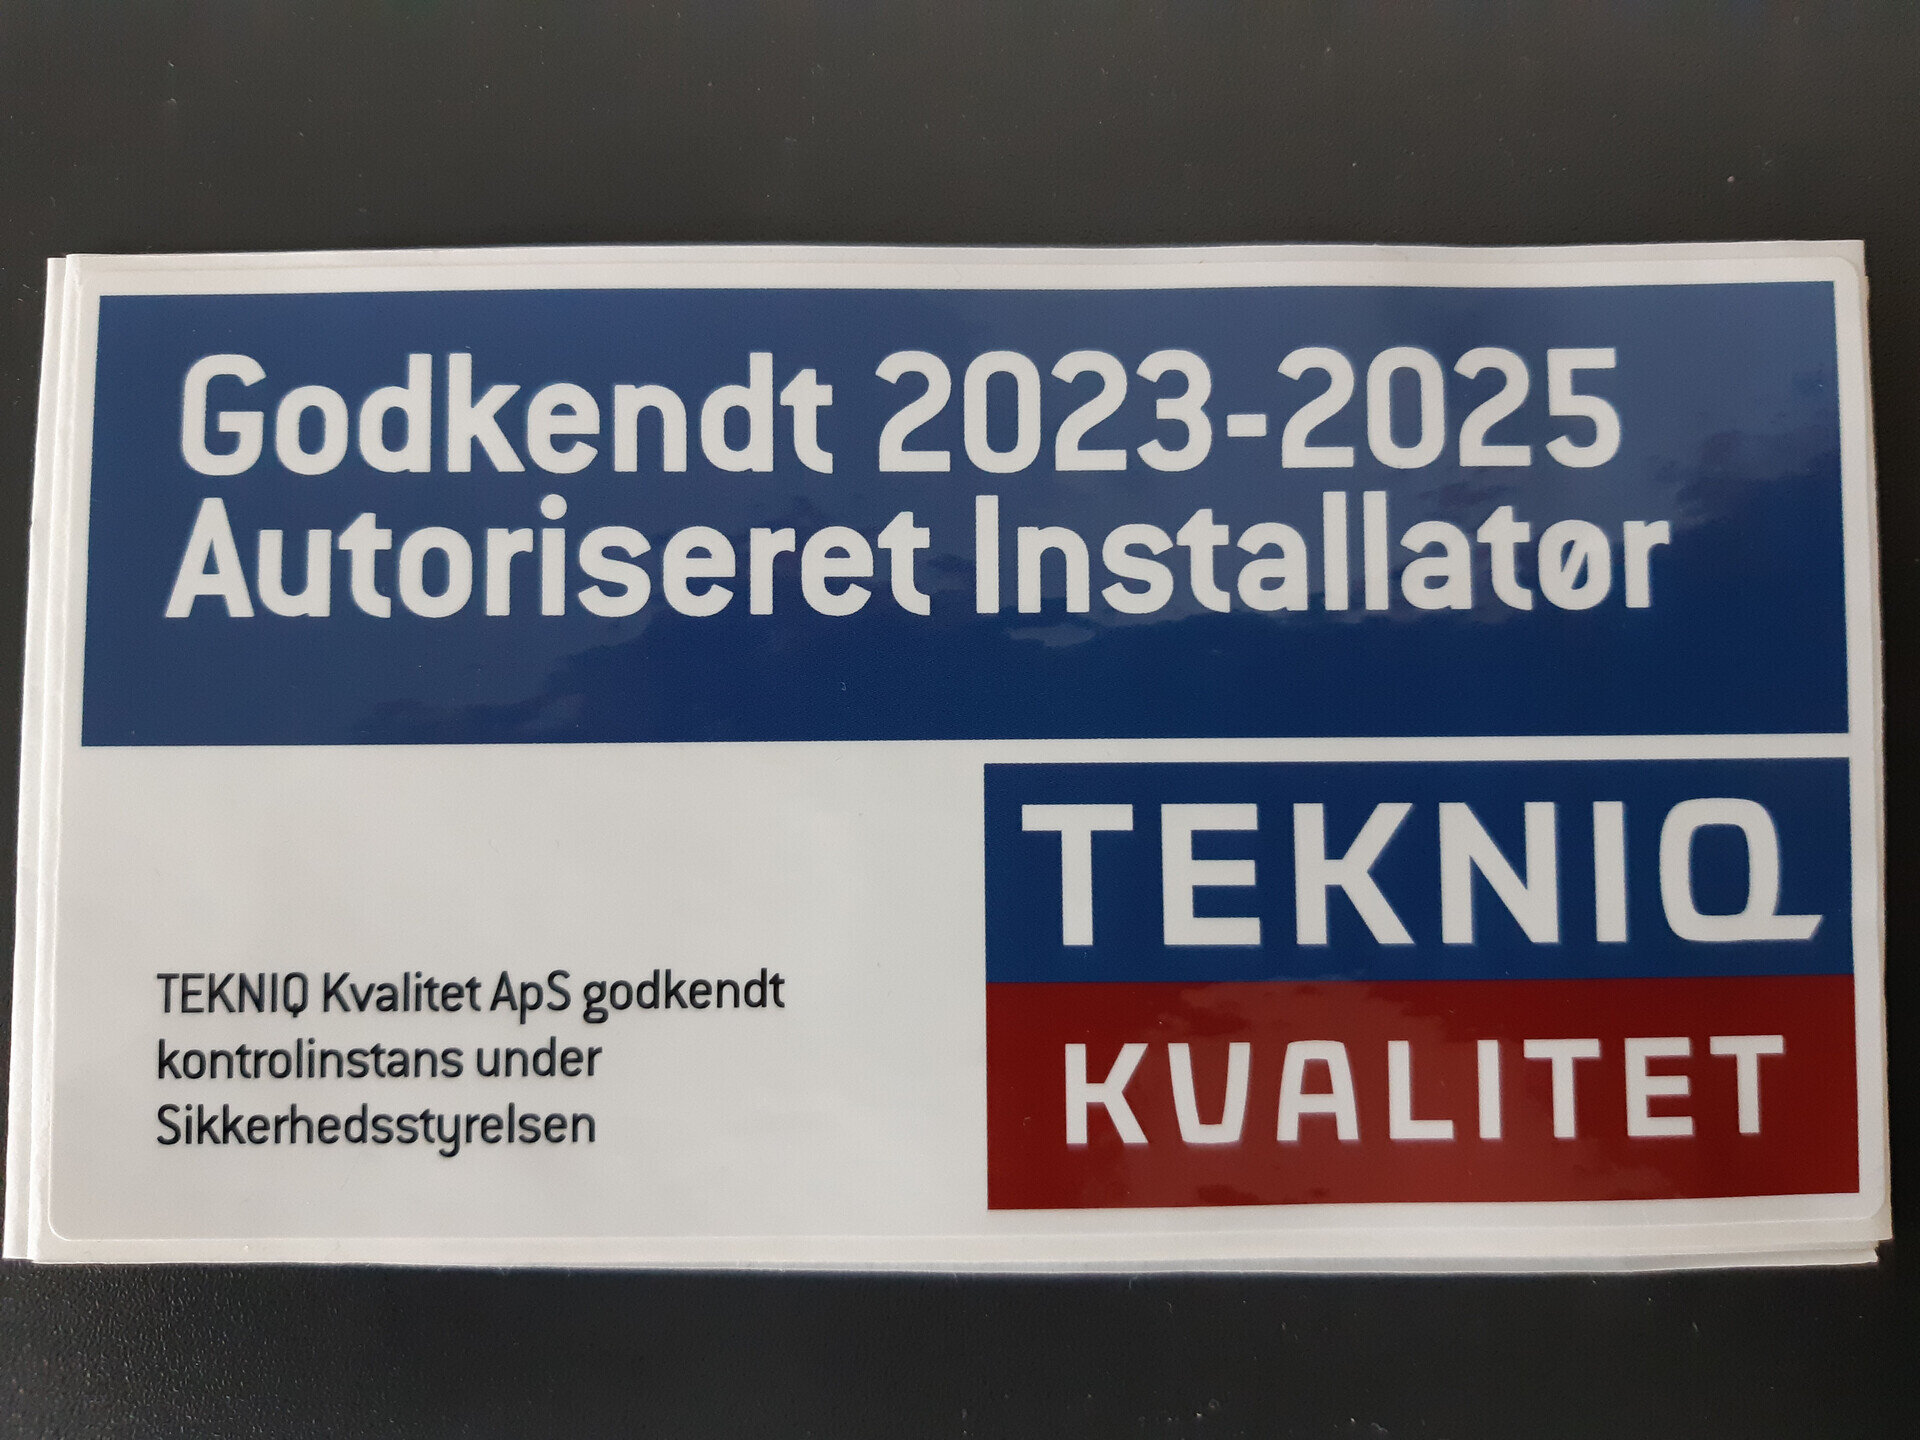 Godkendt 2023-2025
Autoriseret Installatør
TEKNIQ
KVALITET
TEKNIQ Kvalitet ApS godkendt
kontrolinstans under
Sikkerhedsstyrelsen